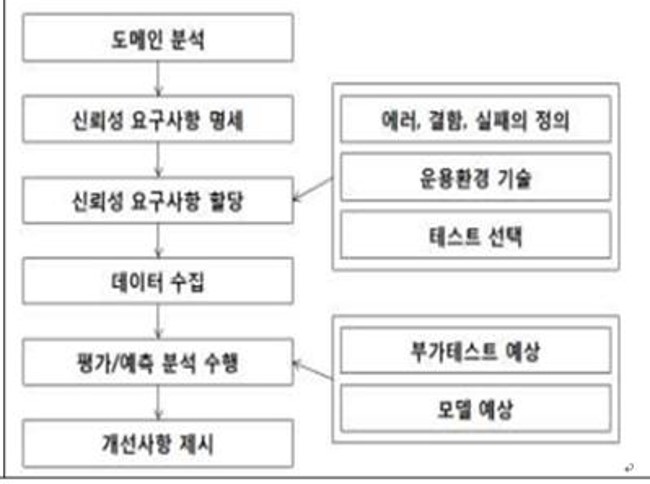 도메인 분석
신뢰성 요구사항 명세
신뢰성 요구사항 할당
데이터 수집
평가/예측 분석 수행
개선사항 제시
에러, 결함, 실패의 정의
운용환경 기술
테스트 선택
부가테스트 예상
모델 예상